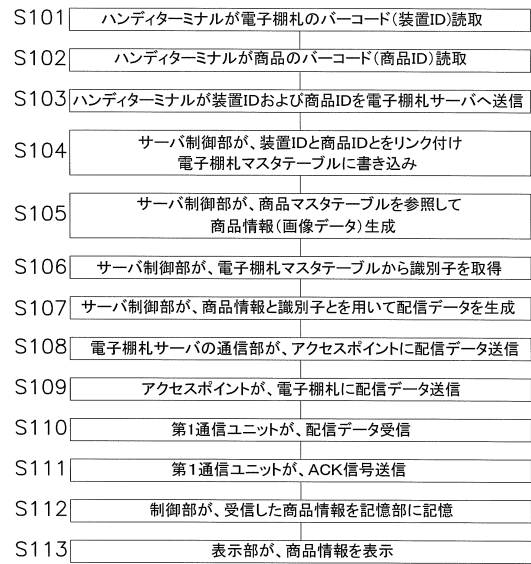 S101 ハンディターミナルが電子棚札のバーコード(装置ID)読取
S102 ハンディターミナルが商品のバーコード(商品ID)読取
S103 ハンディターミナルが装置IDおよび商品IDを電子棚札サーバへ送信
S104 サーバ制御部が、装置IDと商品IDとをリンク付け
電子棚札マスタテーブルに書き込み
S105 サーバ制御部が、商品マスタテーブルを参照して
商品情報(画像データ)生成
S106 サーバ制御部が、電子棚札マスタテーブルから識別子を取得
S107 サーバ制御部が、商品情報と識別子とを用いて配信データを生成
S108 電子棚札サーバの通信部が、アクセスポイントに配信データ送信
S109 アクセスポイントが、電子棚札に配信データ送信
S110 第1通信ユニットが、配信データ受信
S111 第1通信ユニットが、ACK信号送信
S112 制御部が、受信した商品情報を記憶部に記憶
S113 表示部が、商品情報を表示